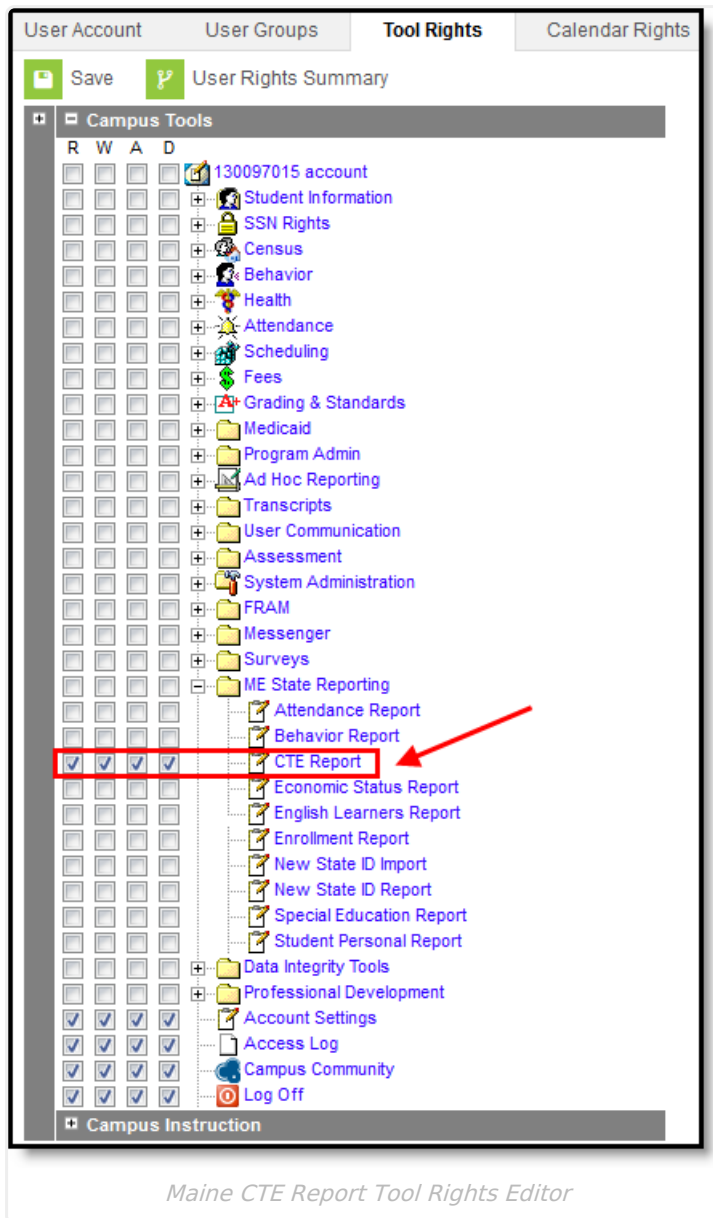 User Account User Groups Tool Rights Calendar Rights
Save User Rights Summary
Campus Tools
R W A D
130097015 account
Student Information
SSN Rights
Census
Behavior
Health
Attendance
Scheduling
Fees
Grading & Standards
Medicaid
Program Admin
Ad Hoc Reporting
Transcripts
User Communication
Assessment
System Administration
FRAM
Messenger
Surveys
ME State Reporting
Attendance Report
Behavior Report
CTE Report
Economic Status Report
English Learners Report
Enrollment Report
New State ID Import
New State ID Report
Special Education Report
Student Personal Report
Data Integrity Tools
Professional Development
Account Settings
Access Log
Campus Community
Log Off
Campus Instruction
Maine CTE Report Tool Rights Editor